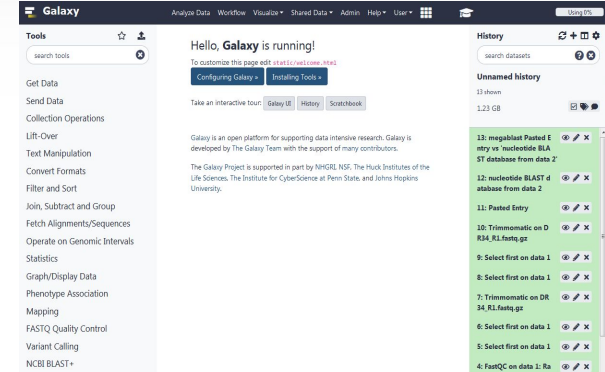 Galaxy
Analyze Data Workflow Visualize Shared Data Admin Help User
Using 0%
Tools
search tools
Get Data
Send Data
Collection Operations
Lift-Over
Text Manipulation
Convert Formats
Filter and Sort
Join, Subtract and Group
Fetch Alignments/Sequences
Operate on Genomic Intervals
Statistics
Graph/Display Data
Phenotype Association
Mapping
FASTQ Quality Control
Variant Calling
NCBI BLAST+
Hello, Galaxy is running!
To customize this page edit static/welcome.html
Configuring Galaxy » Installing Tools »
Take an interactive tour: Galaxy UI History Scratchbook
Galaxy is an open platform for supporting data intensive research. Galaxy is
developed by The Galaxy Team with the support of many contributors.
The Galaxy Project is supported in part by NHGRI, NSF, The Huck Institutes of the
Life Sciences, The Institute for CyberScience at Penn State, and Johns Hopkins
University.
History
search datasets
Unnamed history
13 shown
1.23 GB
13: megablast Pasted E
ntry vs 'nucleotide BLA
ST database from data 2'
12: nucleotide BLAST d
atabase from data 2
11: Pasted Entry
10: Trimmomatic on D
R34_R1.fastq.gz
9: Select first on data 1
8: Select first on data 1
7: Trimmomatic on DR
34_R1.fastq.gz
6: Select first on data 1
5: Select first on data 1
4: FastQC on data 1: Ra